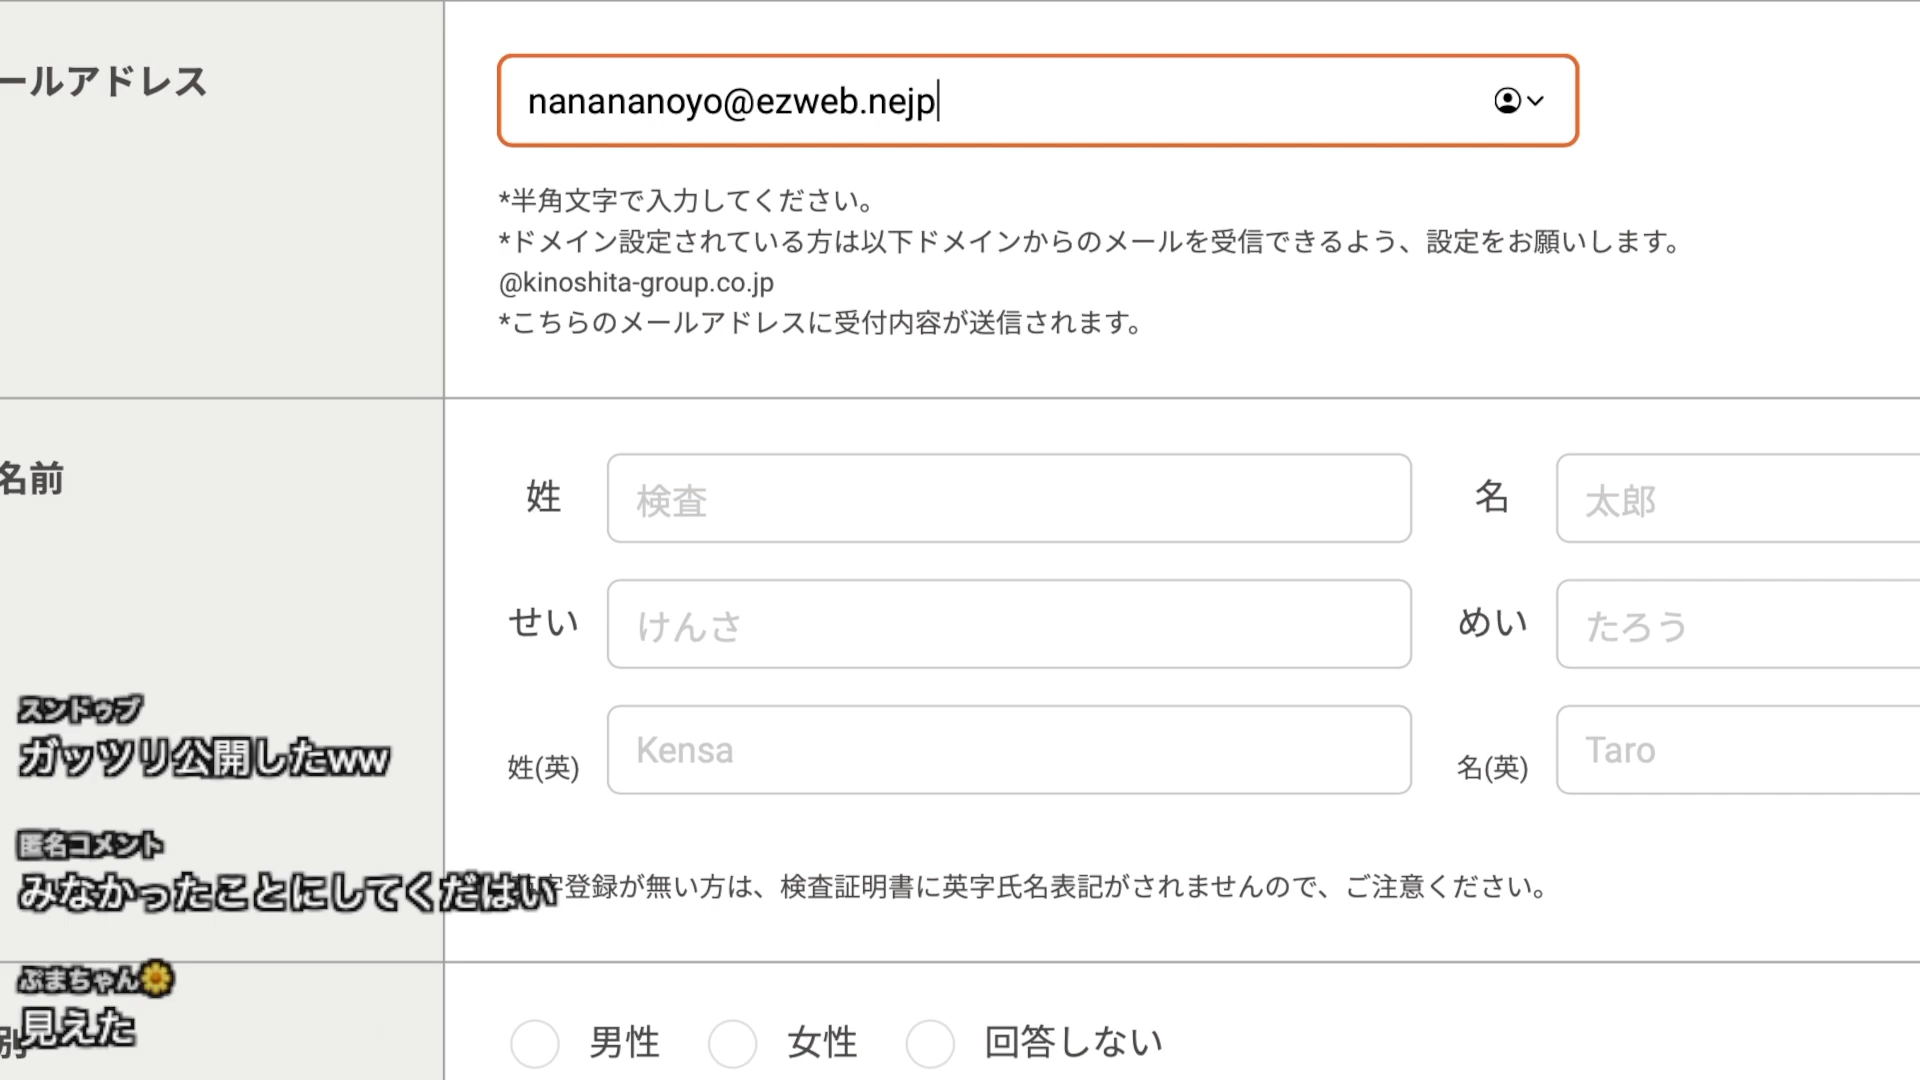 ールアドレス
nanananoyo@ezweb.nejp
*半角文字で入力してください。
*ドメイン設定されている方は以下ドメインからのメールを受信できるよう、設定をお願いします。
@kinoshita-group.co.jp
*こちらのメールアドレスに受付内容が送信されます。
名前
姓 検査 名 太郎
せい けんさ めい たろう
姓(英) Kensa 名(英) Taro
スンドゥブ
ガッツリ公開したww
匿名コメント
みなかったことにしてくだはい
字登録が無い方は、検査証明書に英字氏名表記がされませんので、ご注意ください。
ぷまちゃん🌼
見えた
別
男性 女性 回答しない